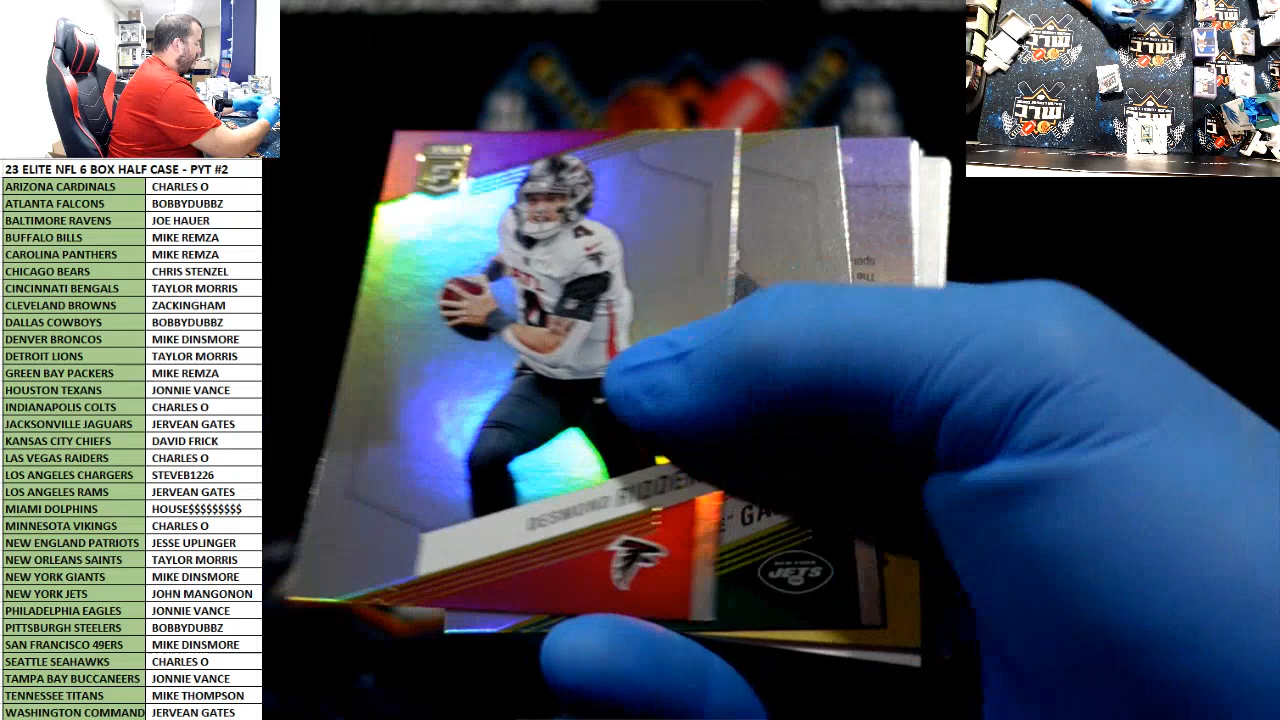 23 ELITE NFL 6 BOX HALF CASE - PYT #2
ARIZONA CARDINALS CHARLES O
ATLANTA FALCONS BOBBYDUBBZ
BALTIMORE RAVENS JOE HAUER
BUFFALO BILLS MIKE REMZA
CAROLINA PANTHERS MIKE REMZA
CHICAGO BEARS CHRIS STENZEL
CINCINNATI BENGALS TAYLOR MORRIS
CLEVELAND BROWNS ZACKINGHAM
DALLAS COWBOYS BOBBYDUBBZ
DENVER BRONCOS MIKE DINSMORE
DETROIT LIONS TAYLOR MORRIS
GREEN BAY PACKERS MIKE REMZA
HOUSTON TEXANS JONNIE VANCE
INDIANAPOLIS COLTS CHARLES O
JACKSONVILLE JAGUARS JERVEAN GATES
KANSAS CITY CHIEFS DAVID FRICK
LAS VEGAS RAIDERS CHARLES O
LOS ANGELES CHARGERS STEVEB1226
LOS ANGELES RAMS JERVEAN GATES
MIAMI DOLPHINS HOUSE$$$$$$$$$
MINNESOTA VIKINGS CHARLES O
NEW ENGLAND PATRIOTS JESSE UPLINGER
NEW ORLEANS SAINTS TAYLOR MORRIS
NEW YORK GIANTS MIKE DINSMORE
NEW YORK JETS JOHN MANGONON
PHILADELPHIA EAGLES JONNIE VANCE
PITTSBURGH STEELERS BOBBYDUBBZ
SAN FRANCISCO 49ERS MIKE DINSMORE
SEATTLE SEAHAWKS CHARLES O
TAMPA BAY BUCCANEERS JONNIE VANCE
TENNESSEE TITANS MIKE THOMPSON
WASHINGTON COMMAND JERVEAN GATES
DESMOND RIDDER
NEW YORK
JETS